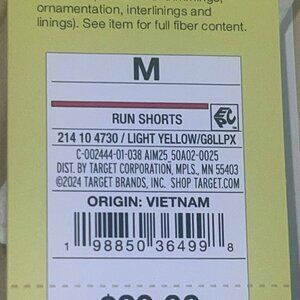 ornamentation, interlinings and
linings). See item for full fiber content.
M
RUN SHORTS
214 10 4730 / LIGHT YELLOW/G8LLPX
C-002444-01-038 AIM25_50A02-0025
DIST. BY TARGET CORPORATION, MPLS., MN 55403
©2024 TARGET BRANDS, INC. SHOP TARGET.COM
ORIGIN: VIETNAM
1 98850 36499 8